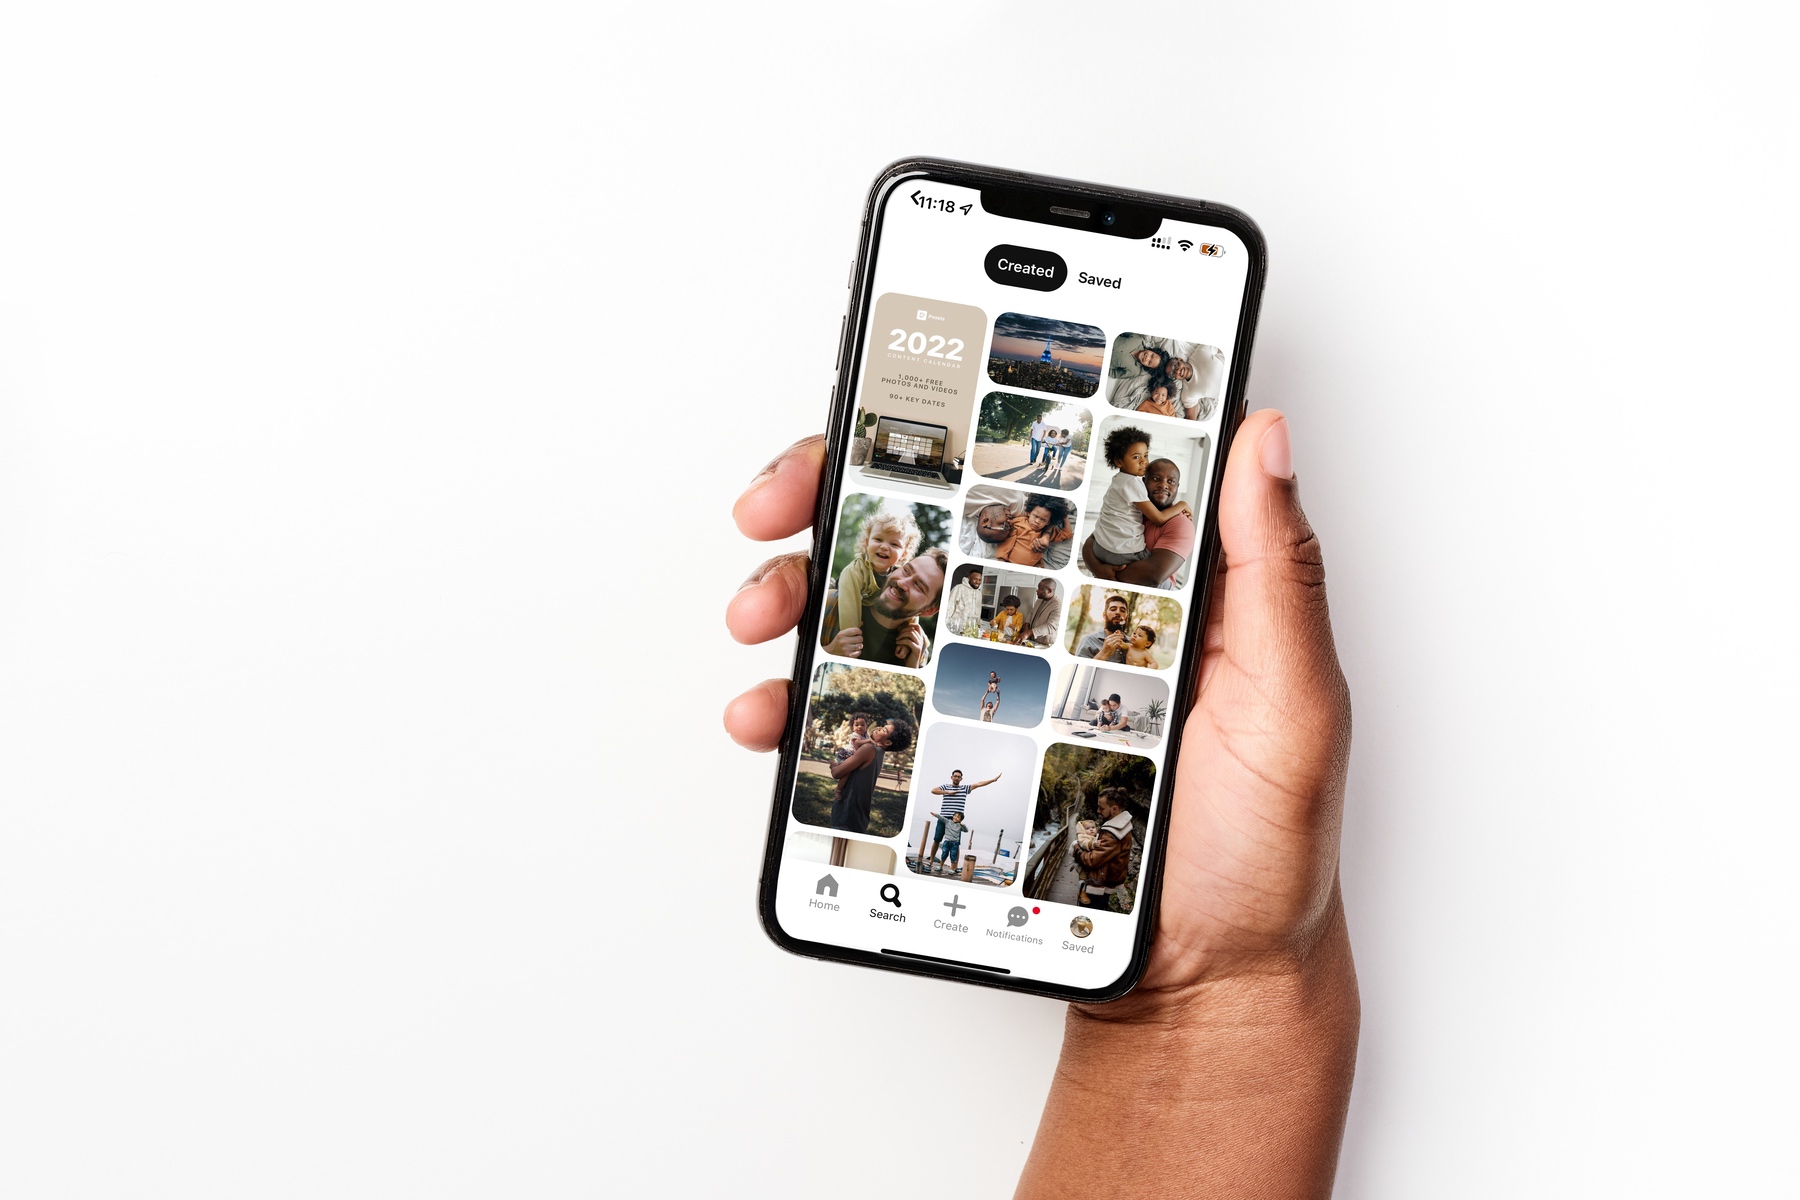 11:18
Created
Saved
Pexels
2022
CONTENT CALENDAR
1,000+ FREE
PHOTOS AND VIDEOS
90+ KEY DATES
Home
Search
Create
Notifications
Saved